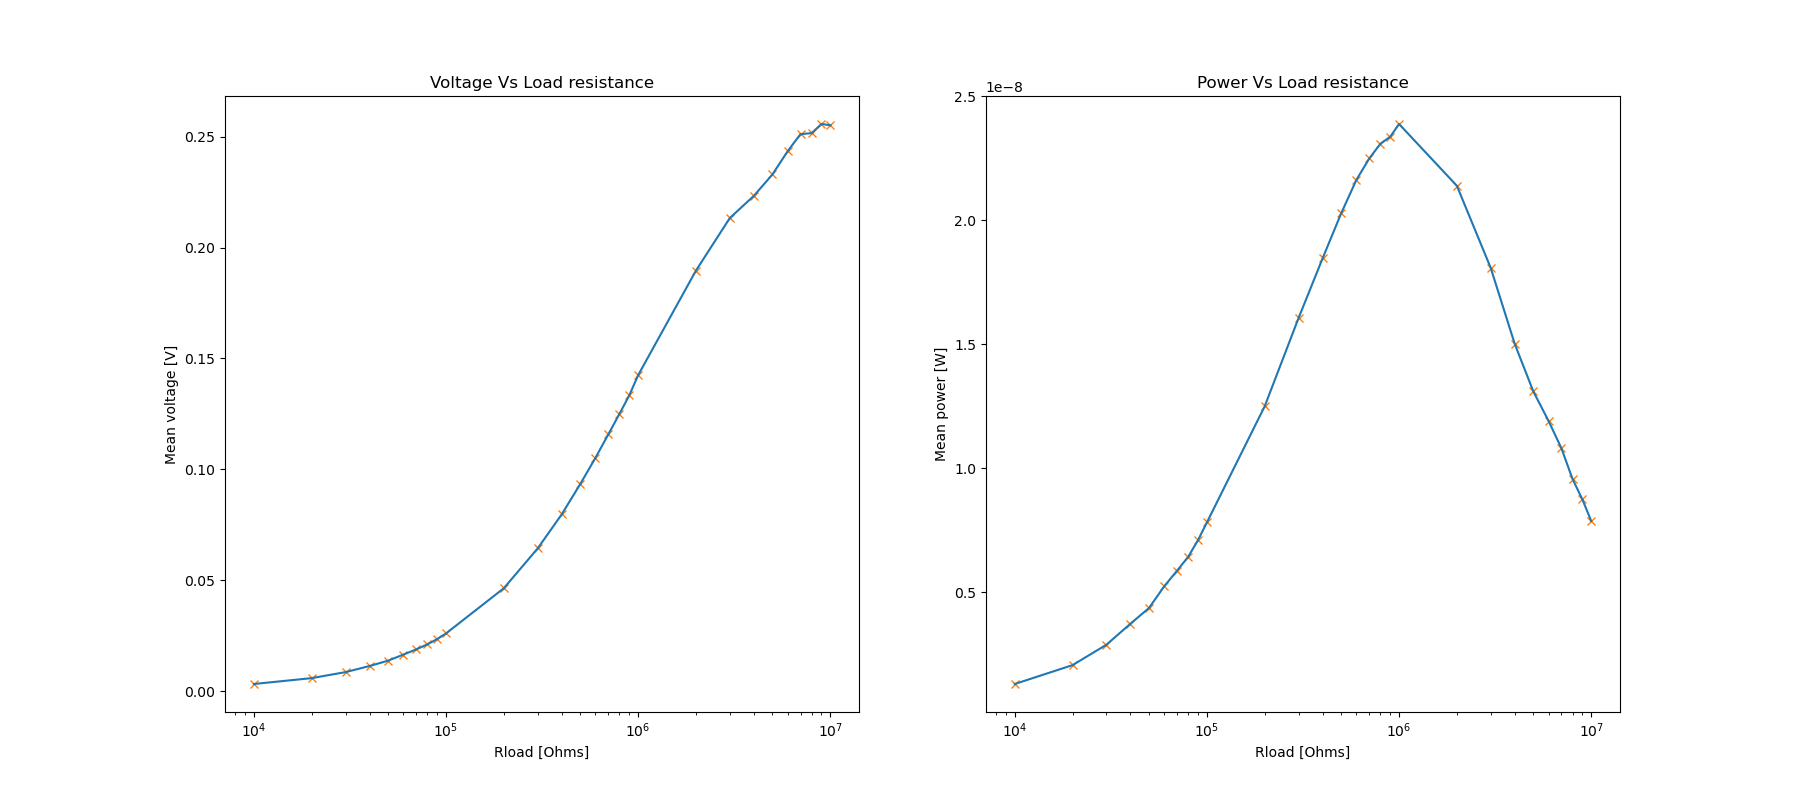 Voltage Vs Load resistance
Mean voltage [V]
0.25
0.20
0.15
0.10
0.05
0.00
10⁴ 10⁵ 10⁶ 10⁷
Rload [Ohms]
Power Vs Load resistance
1e−8
Mean power [W]
2.5
2.0
1.5
1.0
0.5
10⁴ 10⁵ 10⁶ 10⁷
Rload [Ohms]